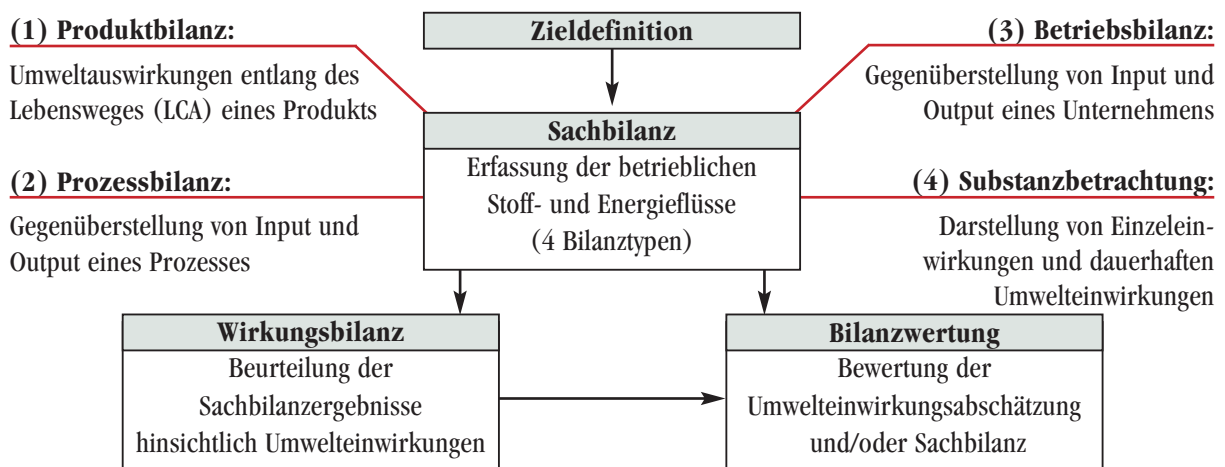 (1) Produktbilanz:
Umweltauswirkungen entlang des
Lebensweges (LCA) eines Produkts
(2) Prozessbilanz:
Gegenüberstellung von Input und
Output eines Prozesses
Zieldefinition
Sachbilanz
Erfassung der betrieblichen
Stoff- und Energieflüsse
(4 Bilanztypen)
(3) Betriebsbilanz:
Gegenüberstellung von Input und
Output eines Unternehmens
(4) Substanzbetrachtung:
Darstellung von Einzelein-
wirkungen und dauerhaften
Umwelteinwirkungen
Wirkungsbilanz
Beurteilung der
Sachbilanzergebnisse
hinsichtlich Umwelteinwirkungen
Bilanzwertung
Bewertung der
Umwelteinwirkungsabschätzung
und/oder Sachbilanz